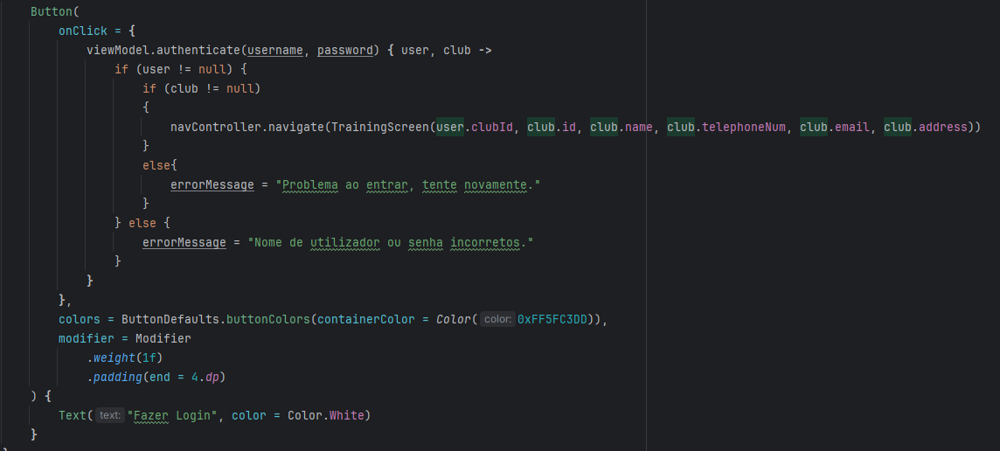 Button(
onClick = {
viewModel.authenticate(username, password) { user, club ->
if (user != null) {
if (club != null)
{
navController.navigate(TrainingScreen(user.clubId, club.id, club.name, club.telephoneNum, club.email, club.address))
}
else{
errorMessage = "Problema ao entrar, tente novamente."
}
} else {
errorMessage = "Nome de utilizador ou senha incorretos."
}
}
},
colors = ButtonDefaults.buttonColors(containerColor = Color( color: 0xFF5FC3DD)),
modifier = Modifier
.weight(1f)
.padding(end = 4.dp)
) {
Text( text: "Fazer Login", color = Color.White)
}